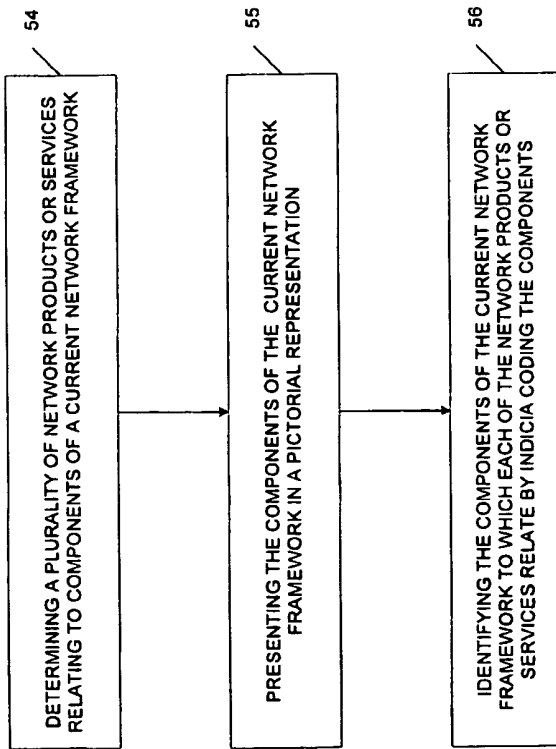 54
DETERMINING A PLURALITY OF NETWORK PRODUCTS OR SERVICES
RELATING TO COMPONENTS OF A CURRENT NETWORK FRAMEWORK
55
PRESENTING THE COMPONENTS OF THE CURRENT NETWORK
FRAMEWORK IN A PICTORIAL REPRESENTATION
56
IDENTIFYING THE COMPONENTS OF THE CURRENT NETWORK
FRAMEWORK TO WHICH EACH OF THE NETWORK PRODUCTS OR
SERVICES RELATE BY INDICIA CODING THE COMPONENTS